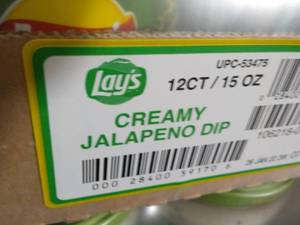 UPC-53475
Lay's
12CT / 15 OZ
CREAMY
JALAPENO DIP
000 28400 59170 6